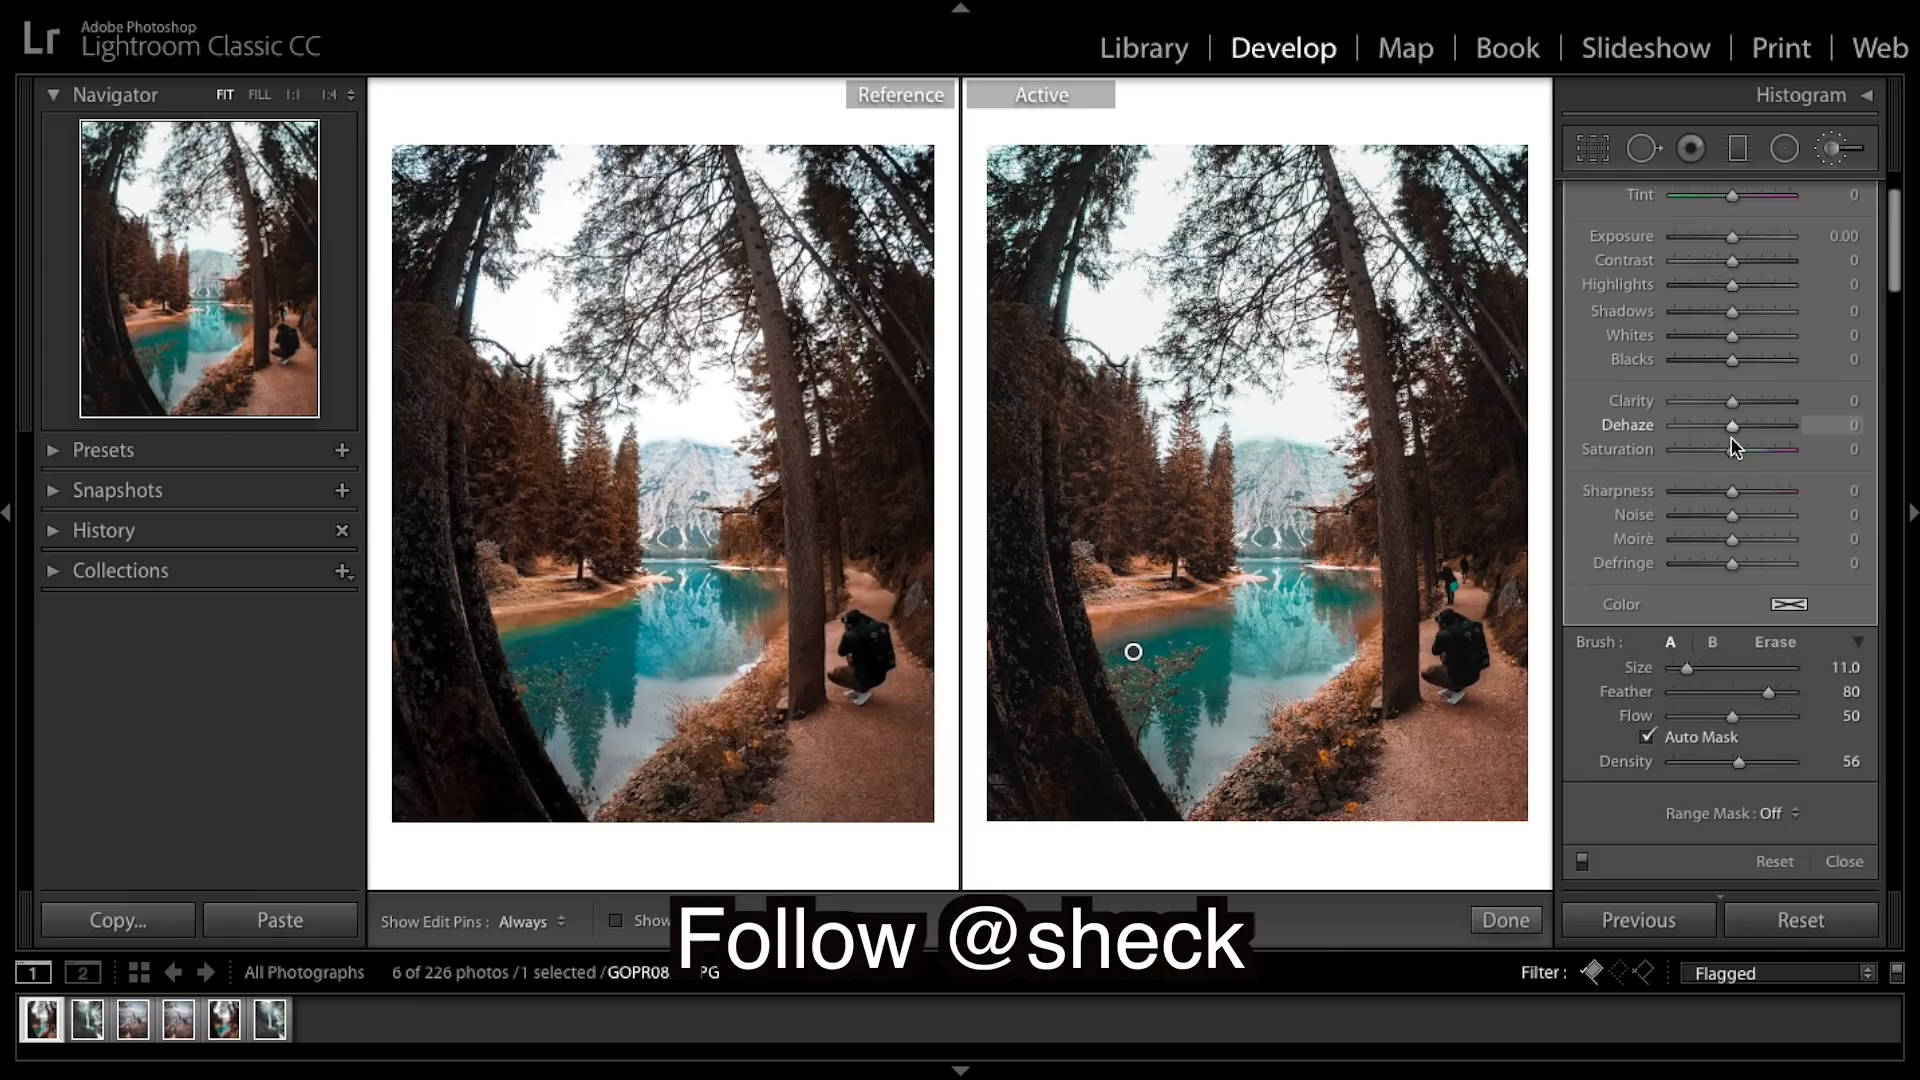 Lr Adobe Photoshop
Lightroom Classic CC
Library | Develop | Map | Book | Slideshow | Print | Web
Navigator FIT FILL 1:1 1:4
Presets
Snapshots
History
Collections
Copy... Paste
Reference Active
Histogram
Tint 0
Exposure 0.00
Contrast 0
Highlights 0
Shadows 0
Whites 0
Blacks 0
Clarity 0
Dehaze 0
Saturation 0
Sharpness 0
Noise 0
Moiré 0
Defringe 0
Color
Brush : A | B Erase
Size 11.0
Feather 80
Flow 50
Auto Mask
Density 56
Range Mask : Off
Reset Close
Show Edit Pins : Always Show Done
Previous Reset
Follow @sheck
1 2 All Photographs 6 of 226 photos /1 selected /GOPR08 PG Filter : Flagged